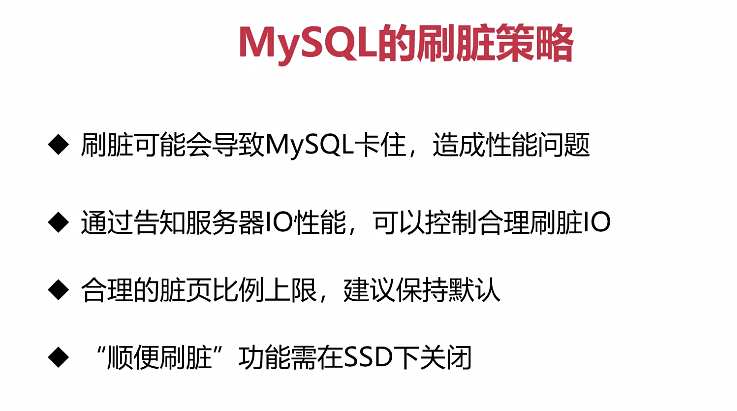 MySQL的刷脏策略
◆ 刷脏可能会导致MySQL卡住，造成性能问题
◆ 通过告知服务器IO性能，可以控制合理刷脏IO
◆ 合理的脏页比例上限，建议保持默认
◆ “顺便刷脏”功能需在SSD下关闭